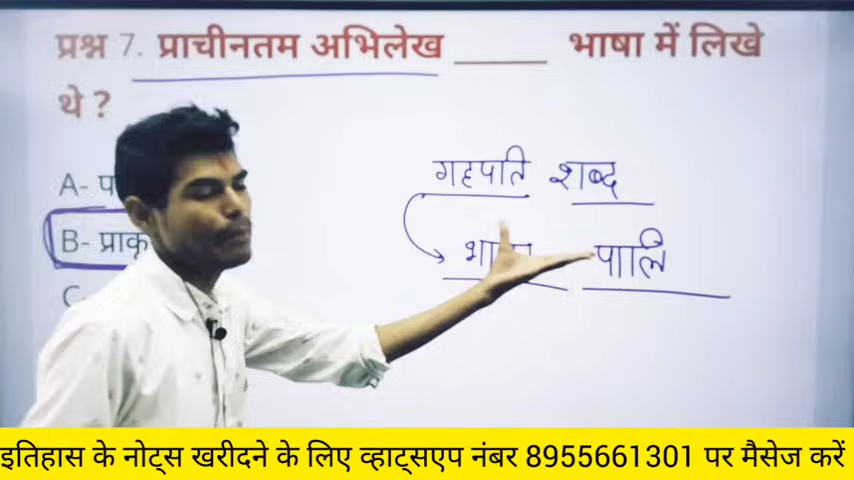 प्रश्न 7. प्राचीनतम अभिलेख _____ भाषा में लिखे
थे ?
A-
B-
C
गहपति शब्द
पालि
इतिहास के नोट्स खरीदने के लिए व्हाट्सएप नंबर 8955661301 पर मैसेज करें